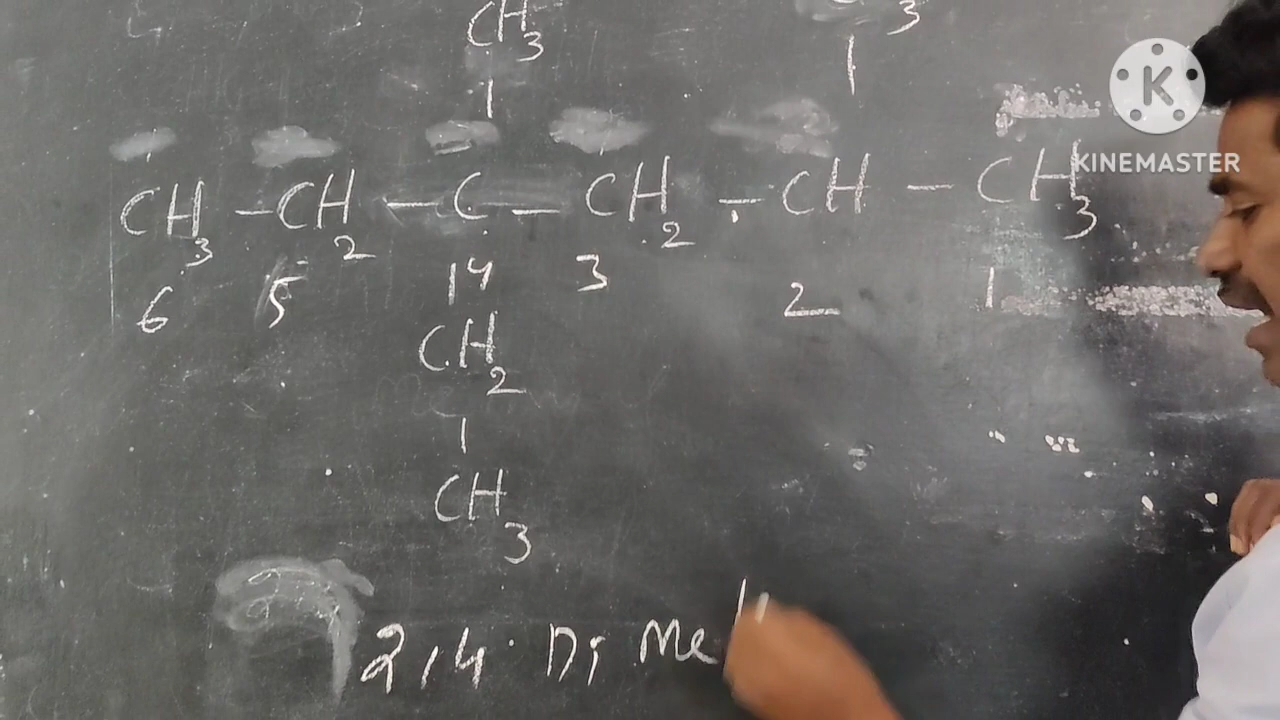 CH3
3
K
KINEMASTER
CH3 - CH2 - C - CH2 - CH - CH3
6 5 4 3 2 1
CH2
CH3
2,4. Di Me